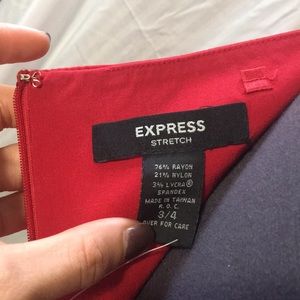 EXPRESS
STRETCH
76% RAYON
21% NYLON
3% LYCRA®
SPANDEX
MADE IN TAIWAN
R.O.C.
3/4
OVER FOR CARE